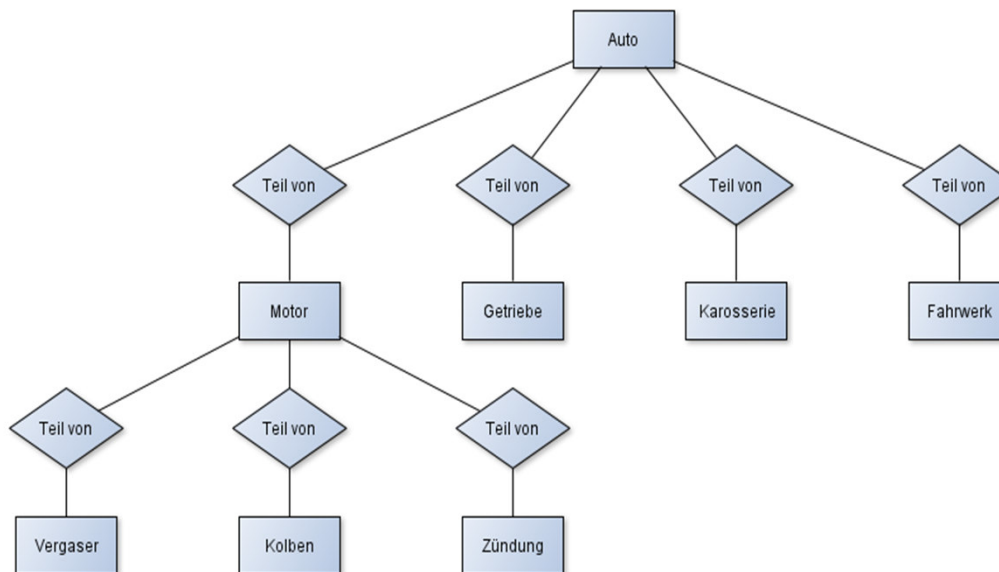 Auto
Teil von
Teil von
Teil von
Teil von
Motor
Getriebe
Karosserie
Fahrwerk
Teil von
Teil von
Teil von
Vergaser
Kolben
Zündung